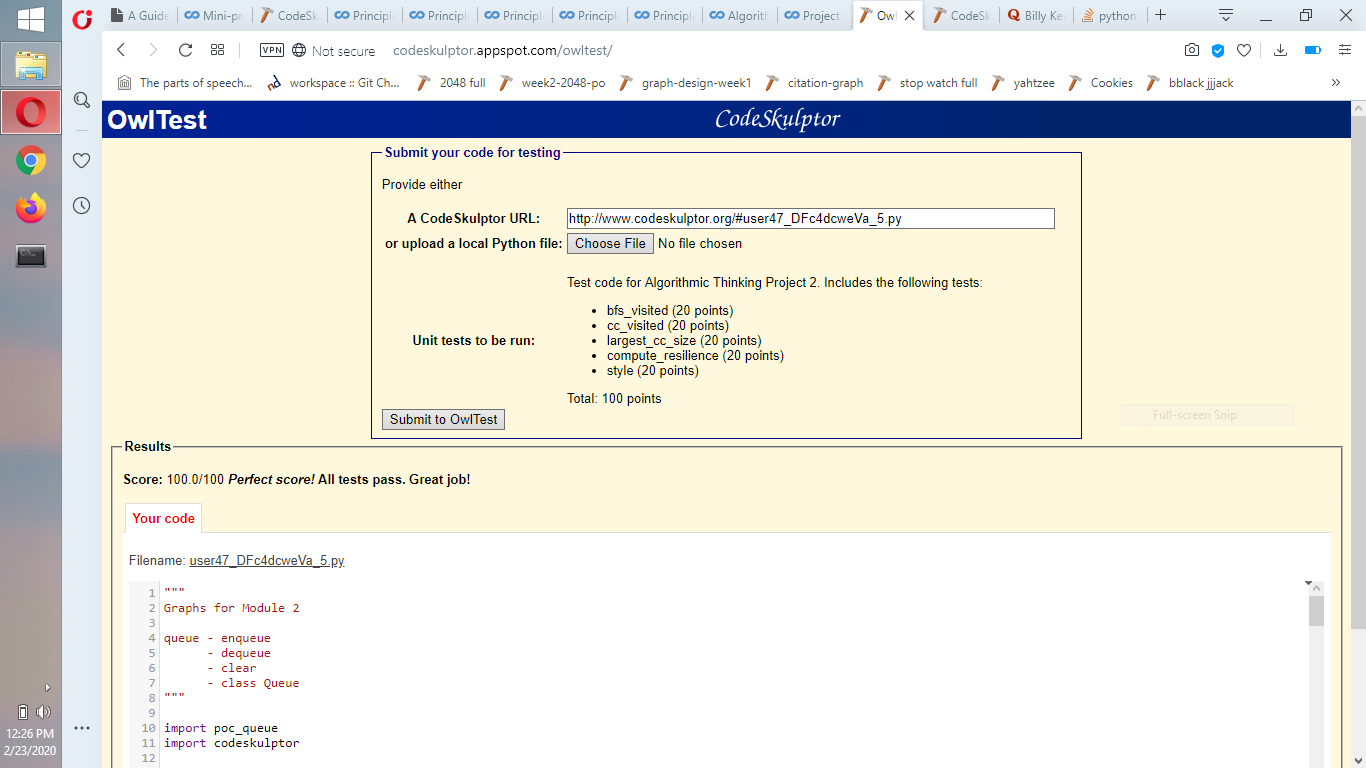 A Guide
Mini-pr
CodeSk
Principle
Principle
Principle
Principle
Principle
Algorith
Project
Owl
CodeSk
Billy Ke
python
VPN
Not secure
codeskulptor.appspot.com/owltest/
The parts of speech...
workspace :: Git Ch...
2048 full
week2-2048-po
graph-design-week1
citation-graph
stop watch full
yahtzee
Cookies
bblack jjjack
OwlTest
CodeSkulptor
Submit your code for testing
Provide either
A CodeSkulptor URL:
http://www.codeskulptor.org/#user47_DFc4dcweVa_5.py
or upload a local Python file:
Choose File
No file chosen
Test code for Algorithmic Thinking Project 2. Includes the following tests:
• bfs_visited (20 points)
• cc_visited (20 points)
Unit tests to be run:
• largest_cc_size (20 points)
• compute_resilience (20 points)
• style (20 points)
Total: 100 points
Submit to OwlTest
Full-screen Snip
Results
Score: 100.0/100 Perfect score! All tests pass. Great job!
Your code
Filename: user47_DFc4dcweVa_5.py
1 """
2 Graphs for Module 2
3
4 queue - enqueue
5 - dequeue
6 - clear
7 - class Queue
8 """
9
10 import poc_queue
11 import codeskulptor
12
12:26 PM
2/23/2020